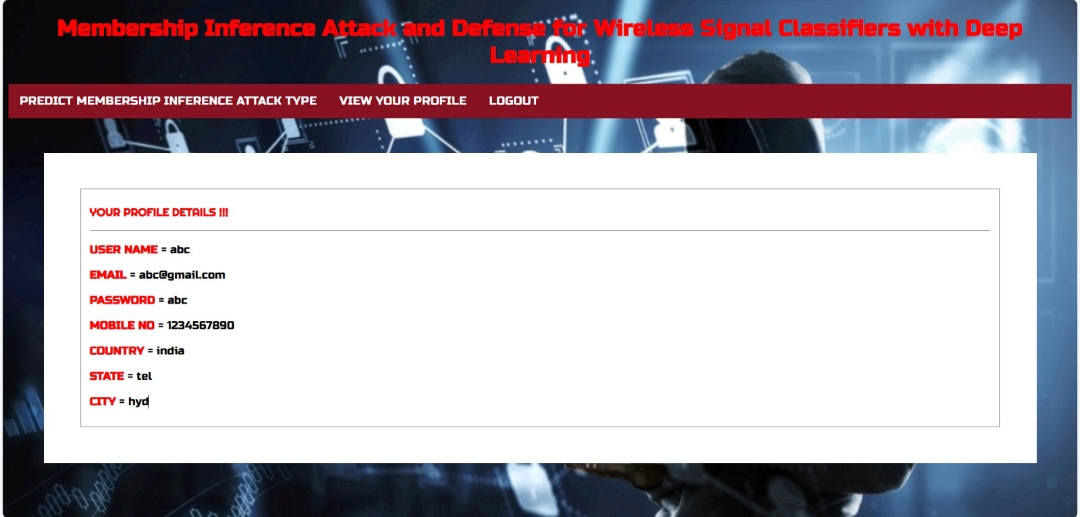 Membership Inference Attack and Defense for Wireless Signal Classifiers with Deep
Learning
PREDICT MEMBERSHIP INFERENCE ATTACK TYPE VIEW YOUR PROFILE LOGOUT
YOUR PROFILE DETAILS !!!
USER NAME = abc
EMAIL = abc@gmail.com
PASSWORD = abc
MOBILE NO = 1234567890
COUNTRY = india
STATE = tel
CITY = hyd